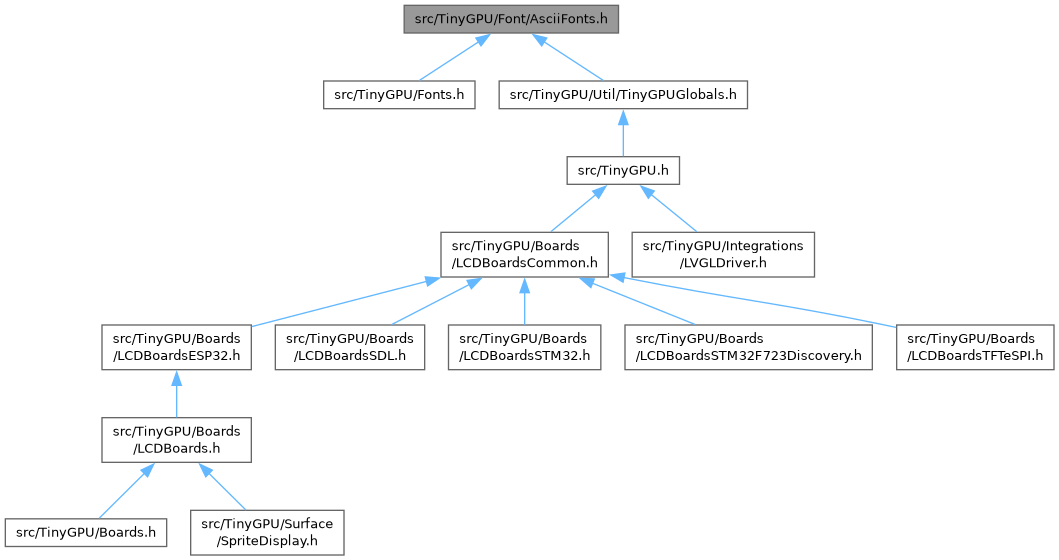 src/TinyGPU/Font/AsciiFonts.h
src/TinyGPU/Fonts.h
src/TinyGPU/Util/TinyGPUGlobals.h
src/TinyGPU.h
src/TinyGPU/Boards
/LCDBoardsCommon.h
src/TinyGPU/Integrations
/LVGLDriver.h
src/TinyGPU/Boards
/LCDBoardsESP32.h
src/TinyGPU/Boards
/LCDBoardsSDL.h
src/TinyGPU/Boards
/LCDBoardsSTM32.h
src/TinyGPU/Boards
/LCDBoardsSTM32F723Discovery.h
src/TinyGPU/Boards
/LCDBoardsTFTeSPI.h
src/TinyGPU/Boards
/LCDBoards.h
src/TinyGPU/Boards.h
src/TinyGPU/Surface
/SpriteDisplay.h